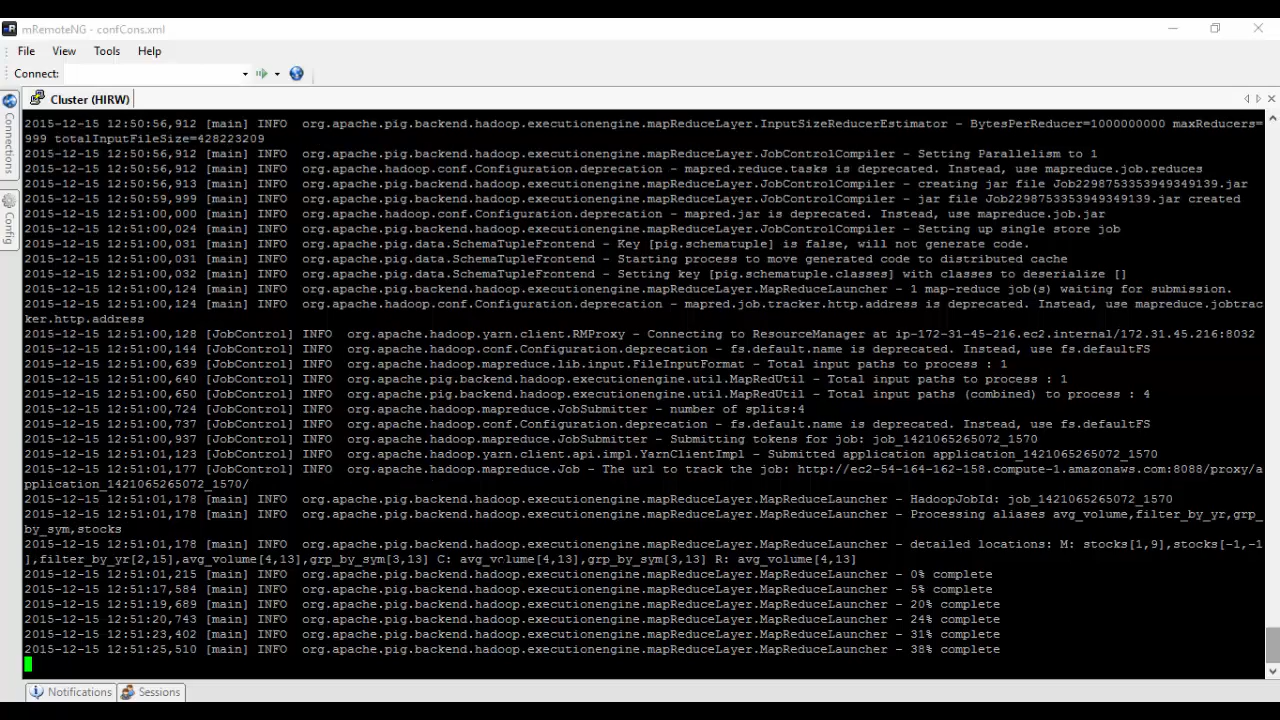 mRemoteNG - confCons.xml
File View Tools Help
Connect:
Cluster (HIRW)
Connections
Config
2015-12-15 12:50:56,912 [main] INFO  org.apache.pig.backend.hadoop.executionengine.mapReduceLayer.InputSizeReducerEstimator - BytesPerReducer=1000000000 maxReducers=
999 totalInputFileSize=428223209
2015-12-15 12:50:56,912 [main] INFO  org.apache.pig.backend.hadoop.executionengine.mapReduceLayer.JobControlCompiler - Setting Parallelism to 1
2015-12-15 12:50:56,912 [main] INFO  org.apache.hadoop.conf.Configuration.deprecation - mapred.reduce.tasks is deprecated. Instead, use mapreduce.job.reduces
2015-12-15 12:50:56,913 [main] INFO  org.apache.pig.backend.hadoop.executionengine.mapReduceLayer.JobControlCompiler - creating jar file Job2298753353949349139.jar
2015-12-15 12:50:59,999 [main] INFO  org.apache.pig.backend.hadoop.executionengine.mapReduceLayer.JobControlCompiler - jar file Job2298753353949349139.jar created
2015-12-15 12:51:00,000 [main] INFO  org.apache.hadoop.conf.Configuration.deprecation - mapred.jar is deprecated. Instead, use mapreduce.job.jar
2015-12-15 12:51:00,024 [main] INFO  org.apache.pig.backend.hadoop.executionengine.mapReduceLayer.JobControlCompiler - Setting up single store job
2015-12-15 12:51:00,031 [main] INFO  org.apache.pig.data.SchemaTupleFrontend - Key [pig.schematuple] is false, will not generate code.
2015-12-15 12:51:00,031 [main] INFO  org.apache.pig.data.SchemaTupleFrontend - Starting process to move generated code to distributed cache
2015-12-15 12:51:00,032 [main] INFO  org.apache.pig.data.SchemaTupleFrontend - Setting key [pig.schematuple.classes] with classes to deserialize []
2015-12-15 12:51:00,124 [main] INFO  org.apache.pig.backend.hadoop.executionengine.mapReduceLayer.MapReduceLauncher - 1 map-reduce job(s) waiting for submission.
2015-12-15 12:51:00,124 [main] INFO  org.apache.hadoop.conf.Configuration.deprecation - mapred.job.tracker.http.address is deprecated. Instead, use mapreduce.jobtrac
ker.http.address
2015-12-15 12:51:00,128 [JobControl] INFO  org.apache.hadoop.yarn.client.RMProxy - Connecting to ResourceManager at ip-172-31-45-216.ec2.internal/172.31.45.216:8032
2015-12-15 12:51:00,144 [JobControl] INFO  org.apache.hadoop.conf.Configuration.deprecation - fs.default.name is deprecated. Instead, use fs.defaultFS
2015-12-15 12:51:00,639 [JobControl] INFO  org.apache.hadoop.mapreduce.lib.input.FileInputFormat - Total input paths to process : 1
2015-12-15 12:51:00,640 [JobControl] INFO  org.apache.pig.backend.hadoop.executionengine.util.MapRedUtil - Total input paths to process : 1
2015-12-15 12:51:00,650 [JobControl] INFO  org.apache.pig.backend.hadoop.executionengine.util.MapRedUtil - Total input paths (combined) to process : 4
2015-12-15 12:51:00,724 [JobControl] INFO  org.apache.hadoop.mapreduce.JobSubmitter - number of splits:4
2015-12-15 12:51:00,737 [JobControl] INFO  org.apache.hadoop.conf.Configuration.deprecation - fs.default.name is deprecated. Instead, use fs.defaultFS
2015-12-15 12:51:00,937 [JobControl] INFO  org.apache.hadoop.mapreduce.JobSubmitter - Submitting tokens for job: job_1421065265072_1570
2015-12-15 12:51:01,123 [JobControl] INFO  org.apache.hadoop.yarn.client.api.impl.YarnClientImpl - Submitted application application_1421065265072_1570
2015-12-15 12:51:01,177 [JobControl] INFO  org.apache.hadoop.mapreduce.Job - The url to track the job: http://ec2-54-164-162-158.compute-1.amazonaws.com:8088/proxy/a
pplication_1421065265072_1570/
2015-12-15 12:51:01,178 [main] INFO  org.apache.pig.backend.hadoop.executionengine.mapReduceLayer.MapReduceLauncher - HadoopJobId: job_1421065265072_1570
2015-12-15 12:51:01,178 [main] INFO  org.apache.pig.backend.hadoop.executionengine.mapReduceLayer.MapReduceLauncher - Processing aliases avg_volume,filter_by_yr,grp_
by_sym,stocks
2015-12-15 12:51:01,178 [main] INFO  org.apache.pig.backend.hadoop.executionengine.mapReduceLayer.MapReduceLauncher - detailed locations: M: stocks[1,9],stocks[-1,-1
],filter_by_yr[2,15],avg_volume[4,13],grp_by_sym[3,13] C: avg_volume[4,13],grp_by_sym[3,13] R: avg_volume[4,13]
2015-12-15 12:51:01,215 [main] INFO  org.apache.pig.backend.hadoop.executionengine.mapReduceLayer.MapReduceLauncher - 0% complete
2015-12-15 12:51:17,584 [main] INFO  org.apache.pig.backend.hadoop.executionengine.mapReduceLayer.MapReduceLauncher - 5% complete
2015-12-15 12:51:19,689 [main] INFO  org.apache.pig.backend.hadoop.executionengine.mapReduceLayer.MapReduceLauncher - 20% complete
2015-12-15 12:51:20,743 [main] INFO  org.apache.pig.backend.hadoop.executionengine.mapReduceLayer.MapReduceLauncher - 24% complete
2015-12-15 12:51:23,402 [main] INFO  org.apache.pig.backend.hadoop.executionengine.mapReduceLayer.MapReduceLauncher - 31% complete
2015-12-15 12:51:25,510 [main] INFO  org.apache.pig.backend.hadoop.executionengine.mapReduceLayer.MapReduceLauncher - 38% complete
Notifications Sessions